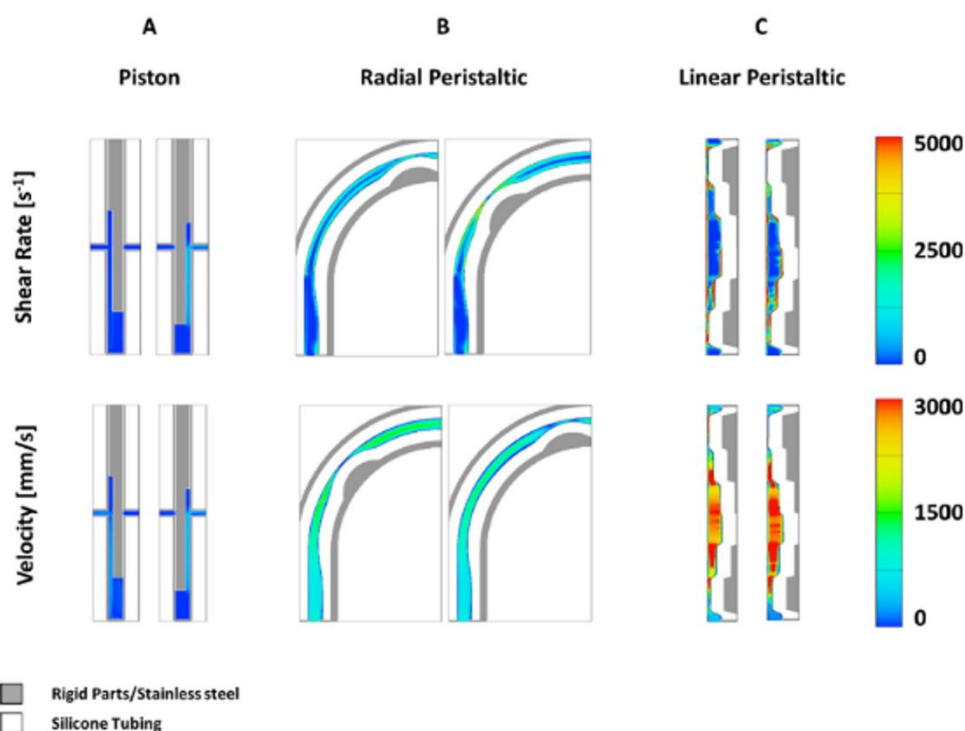 A B C
Piston Radial Peristaltic Linear Peristaltic
Shear Rate [s⁻¹]
5000
2500
0
Velocity [mm/s]
3000
1500
0
Rigid Parts/Stainless steel
Silicone Tubing